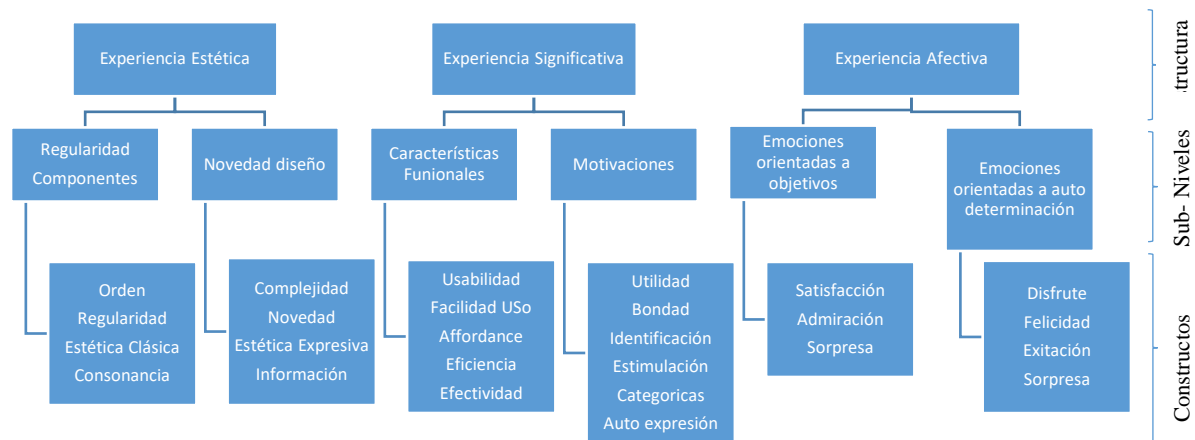 Experiencia Estética
Experiencia Significativa
Experiencia Afectiva
tructura
Regularidad
Componentes
Novedad diseño
Características
Funionales
Motivaciones
Emociones
orientadas a
objetivos
Emociones
orientadas a auto
determinación
Sub- Niveles
Orden
Regularidad
Estética Clásica
Consonancia
Complejidad
Novedad
Estética Expresiva
Información
Usabilidad
Facilidad USo
Affordance
Eficiencia
Efectividad
Utilidad
Bondad
Identificación
Estimulación
Categoricas
Auto expresión
Satisfacción
Admiración
Sorpresa
Disfrute
Felicidad
Exitación
Sorpresa
Constructos